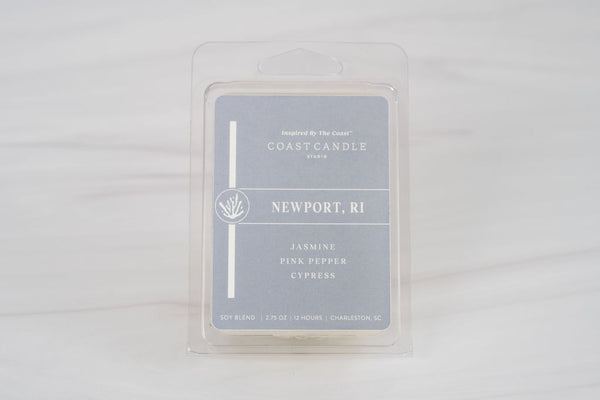 Inspired By The Coast™
COAST CANDLE
STUDIO
NEWPORT, RI
JASMINE
PINK PEPPER
CYPRESS
SOY BLEND | 2.75 OZ | 12 HOURS | CHARLESTON, SC